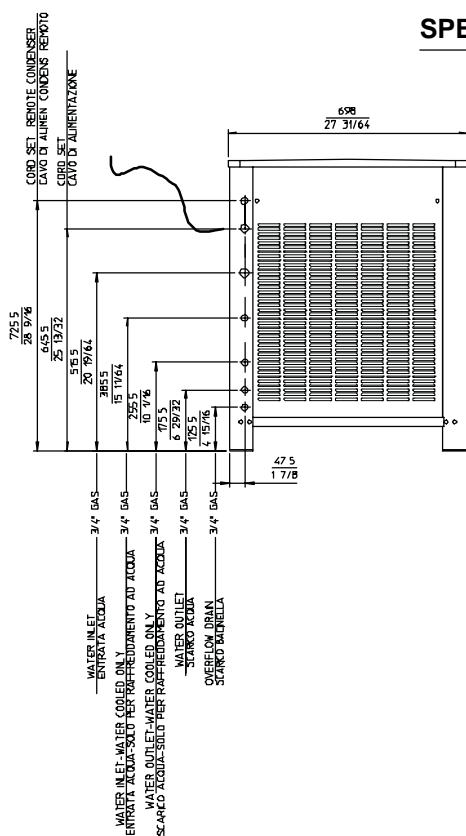 SPE
CORD SET REMOTE CONDENSER
CAVO DI ALIMEN CONDENS REMOTO
CORD SET
CAVO DI ALIMENTAZIONE
698
27 31/64
725 5
28 9/16
645 5
25 13/32
515 5
20 19/64
385 5
15 11/64
255 5
10 1/16
175 5
6 29/32
125 5
4 15/16
47 5
1 7/8
3/4" GAS
3/4" GAS
3/4" GAS
3/4" GAS
3/4" GAS
WATER INLET
ENTRATA ACQUA
WATER INLET-WATER COOLED ONLY
ENTRATA ACQUA-SOLO PER RAFFREDDAMENTO AD ACQUA
WATER OUTLET-WATER COOLED ONLY
SCARICO ACQUA-SOLO PER RAFFREDDAMENTO AD ACQUA
WATER OUTLET
SCARICO ACQUA
OVERFLOW DRAIN
SCARICO BACINELLA